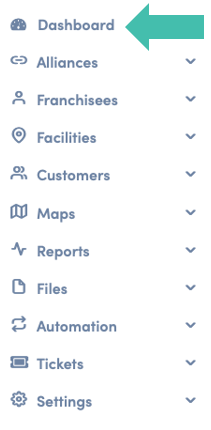 Dashboard
Alliances
Franchisees
Facilities
Customers
Maps
Reports
Files
Automation
Tickets
Settings